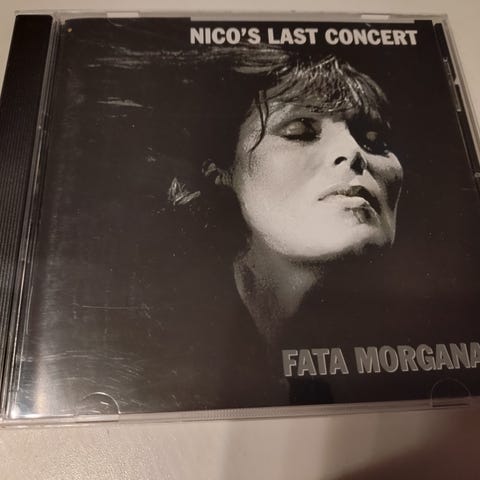 NICO'S LAST CONCERT
FATA MORGANA